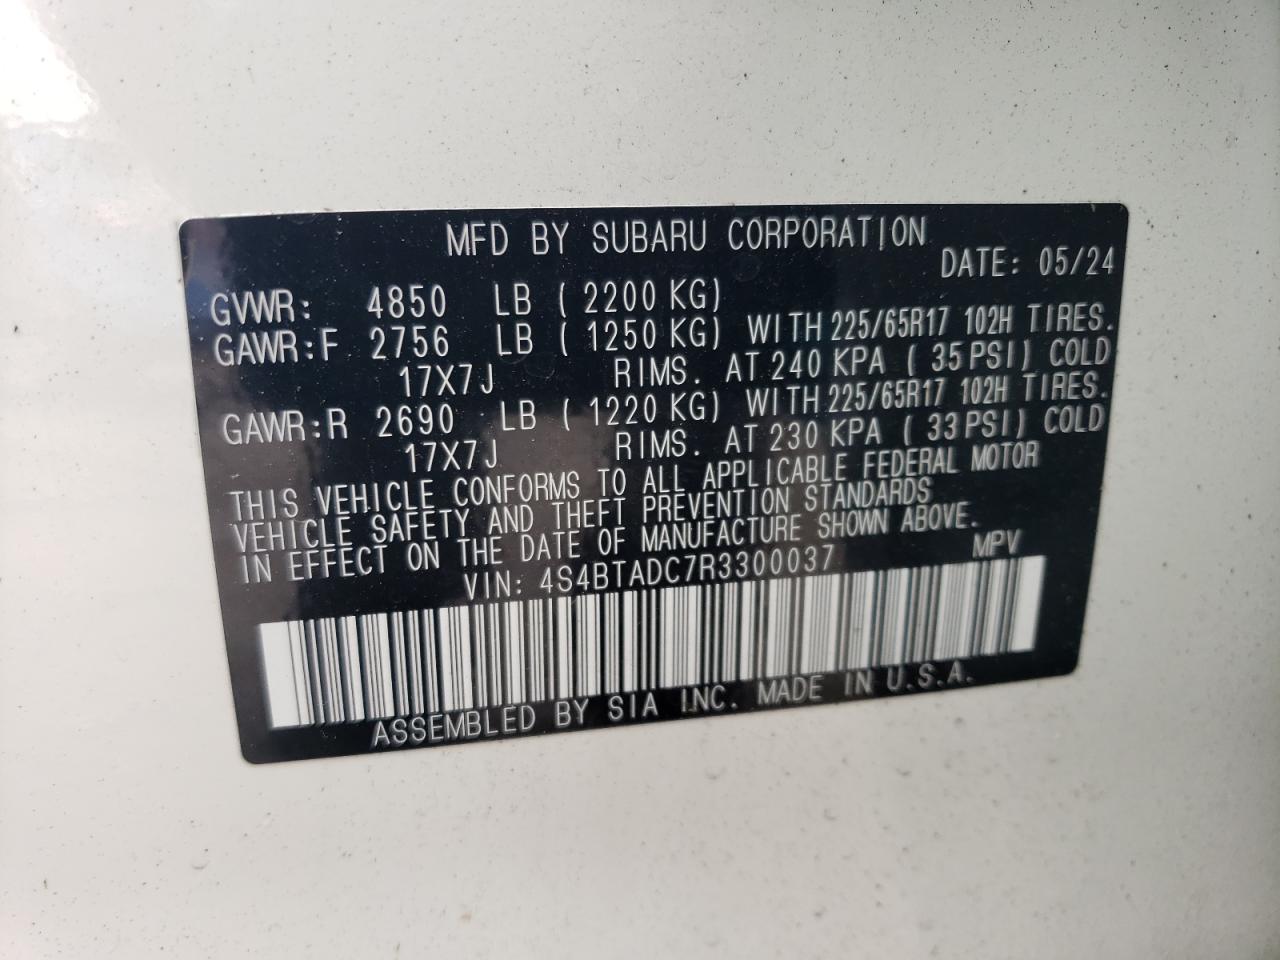 MFD BY SUBARU CORPORATION
DATE: 05/24
GVWR: 4850 LB ( 2200 KG)
GAWR:F 2756 LB ( 1250 KG) WITH 225/65R17 102H TIRES.
17X7J RIMS. AT 240 KPA ( 35 PSI) COLD
GAWR:R 2690 LB ( 1220 KG) WITH 225/65R17 102H TIRES.
17X7J RIMS. AT 230 KPA ( 33 PSI) COLD
THIS VEHICLE CONFORMS TO ALL APPLICABLE FEDERAL MOTOR
VEHICLE SAFETY AND THEFT PREVENTION STANDARDS
IN EFFECT ON THE DATE OF MANUFACTURE SHOWN ABOVE.
VIN: 4S4BTADC7R3300037 MPV
ASSEMBLED BY SIA INC. MADE IN U.S.A.